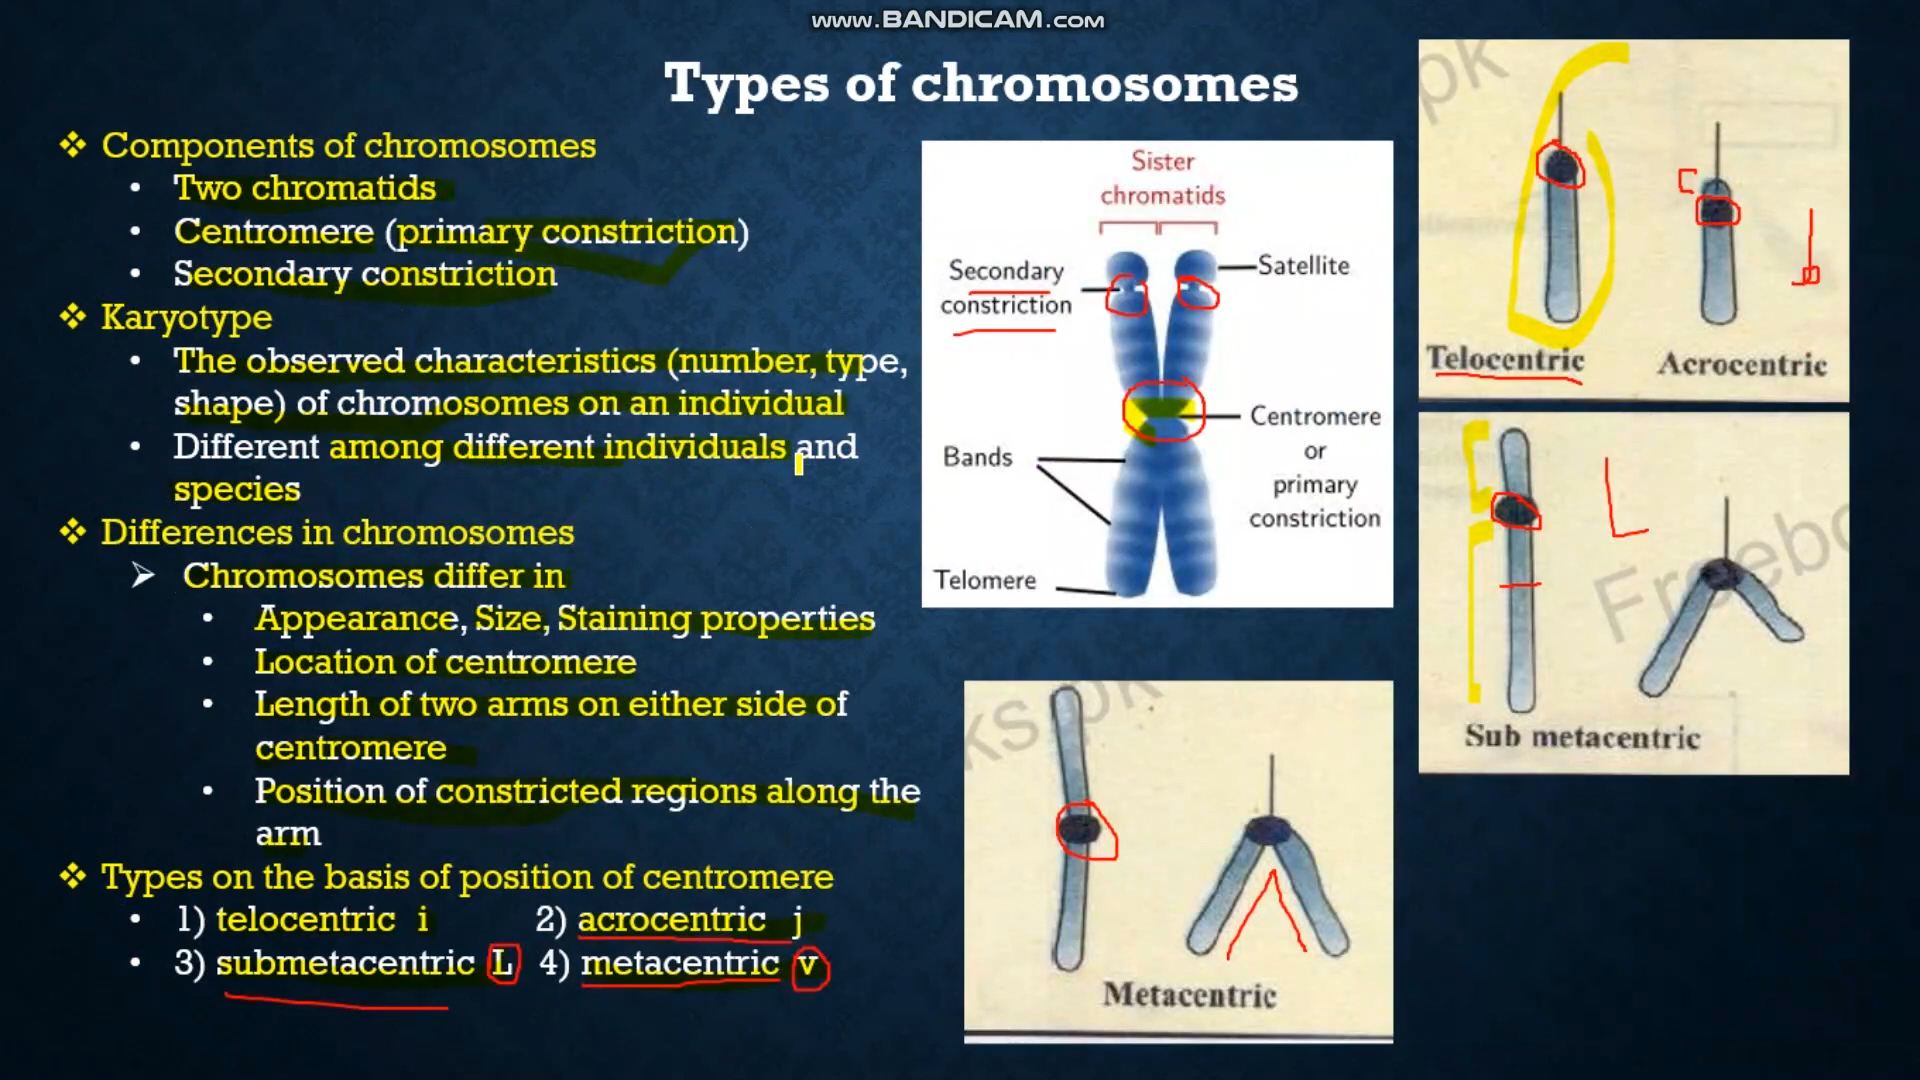 www.BANDICAM.com
Types of chromosomes
❖ Components of chromosomes
• Two chromatids
• Centromere (primary constriction)
• Secondary constriction
❖ Karyotype
• The observed characteristics (number, type,
shape) of chromosomes on an individual
• Different among different individuals and
species
❖ Differences in chromosomes
➢ Chromosomes differ in
• Appearance, Size, Staining properties
• Location of centromere
• Length of two arms on either side of
centromere
• Position of constricted regions along the
arm
❖ Types on the basis of position of centromere
• 1) telocentric i 2) acrocentric j
• 3) submetacentric L 4) metacentric v
Sister
chromatids
Secondary
constriction
Satellite
Centromere
or
primary
constriction
Bands
Telomere
pk
Telocentric
Acrocentric
L
Freebo
Sub metacentric
ks.pk
Metacentric